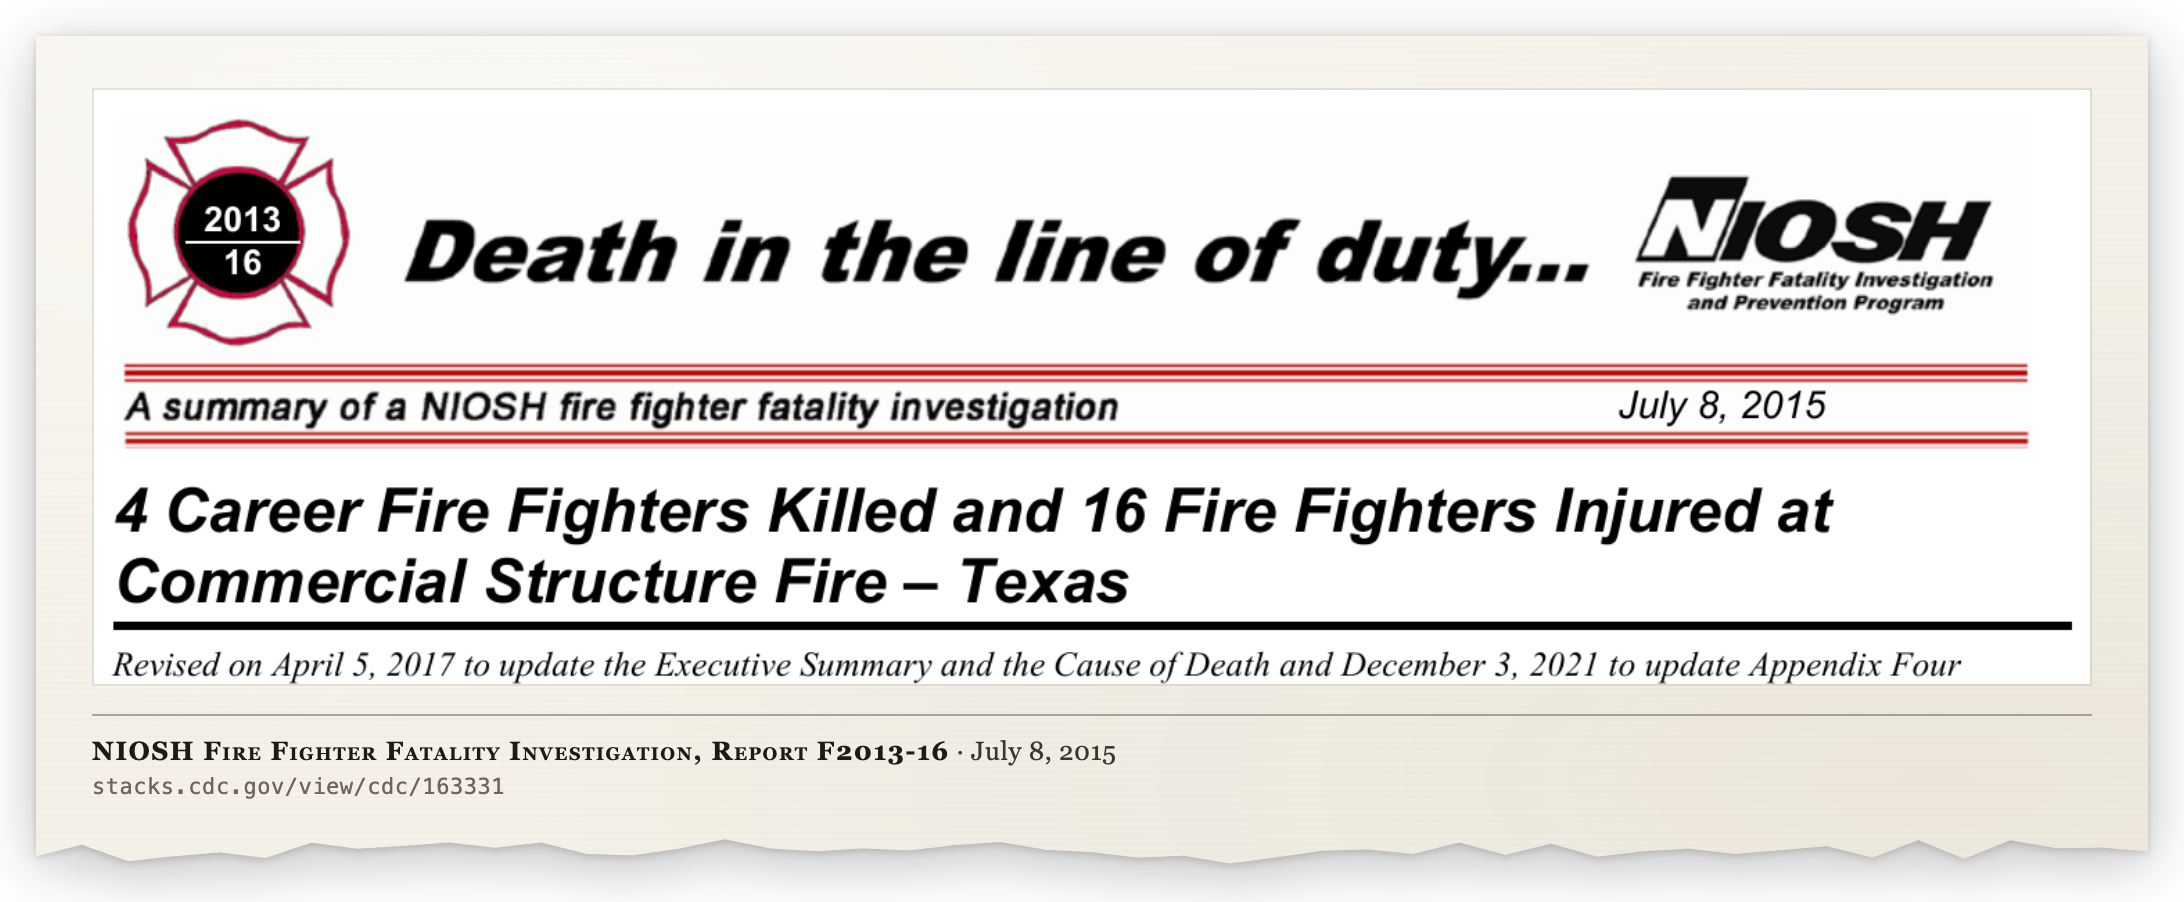 2013
16
Death in the line of duty...
NIOSH
Fire Fighter Fatality Investigation
and Prevention Program
A summary of a NIOSH fire fighter fatality investigation July 8, 2015
4 Career Fire Fighters Killed and 16 Fire Fighters Injured at
Commercial Structure Fire – Texas
Revised on April 5, 2017 to update the Executive Summary and the Cause of Death and December 3, 2021 to update Appendix Four
NIOSH Fire Fighter Fatality Investigation, Report F2013-16 · July 8, 2015
stacks.cdc.gov/view/cdc/163331